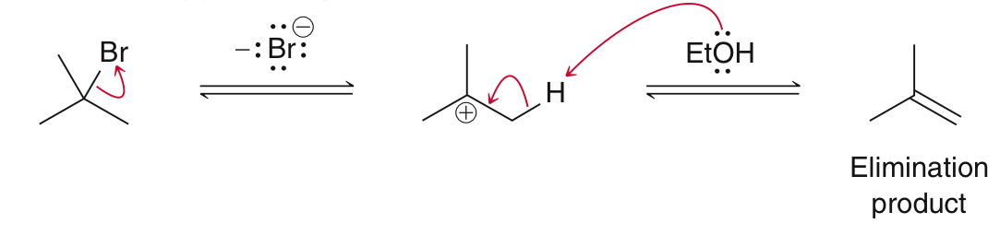 Br
− :Br: ⊖
⊕
H
EtOH
Elimination
product